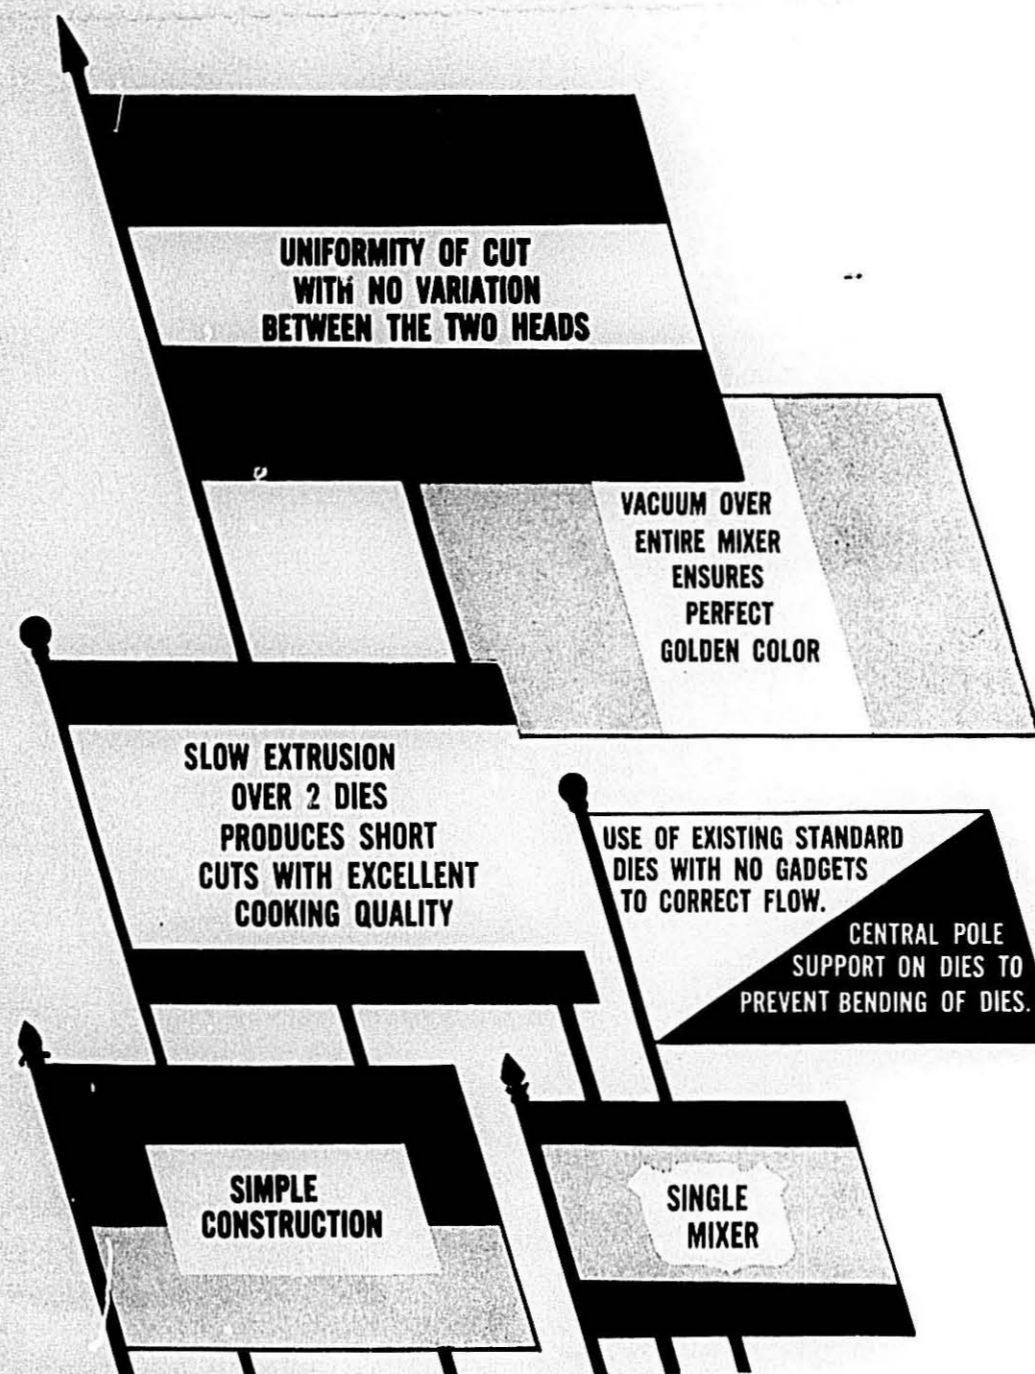 UNIFORMITY OF CUT
WITH NO VARIATION
BETWEEN THE TWO HEADS
VACUUM OVER
ENTIRE MIXER
ENSURES
PERFECT
GOLDEN COLOR
SLOW EXTRUSION
OVER 2 DIES
PRODUCES SHORT
CUTS WITH EXCELLENT
COOKING QUALITY
USE OF EXISTING STANDARD
DIES WITH NO GADGETS
TO CORRECT FLOW.
CENTRAL POLE
SUPPORT ON DIES TO
PREVENT BENDING OF DIES.
SIMPLE
CONSTRUCTION
SINGLE
MIXER